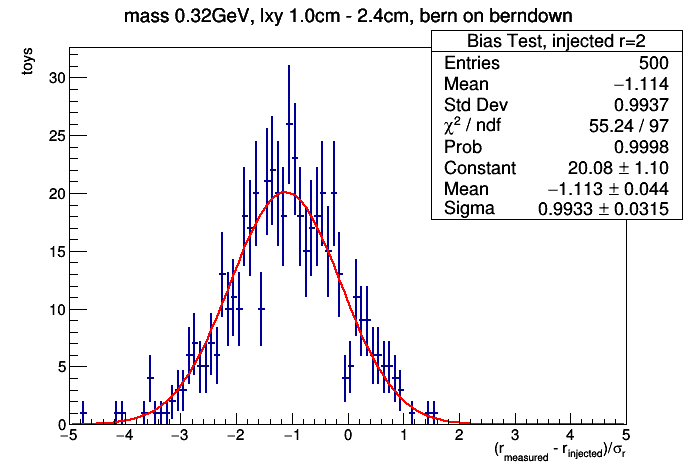 mass 0.32GeV, lxy 1.0cm - 2.4cm, bern on berndown
Bias Test, injected r=2
Entries 500
Mean −1.114
Std Dev 0.9937
χ² / ndf 55.24 / 97
Prob 0.9998
Constant 20.08 ± 1.10
Mean −1.113 ± 0.044
Sigma 0.9933 ± 0.0315
toys
30
25
20
15
10
5
0
−5 −4 −3 −2 −1 0 1 2 3 4 5
(r_measured - r_injected)/σ_r